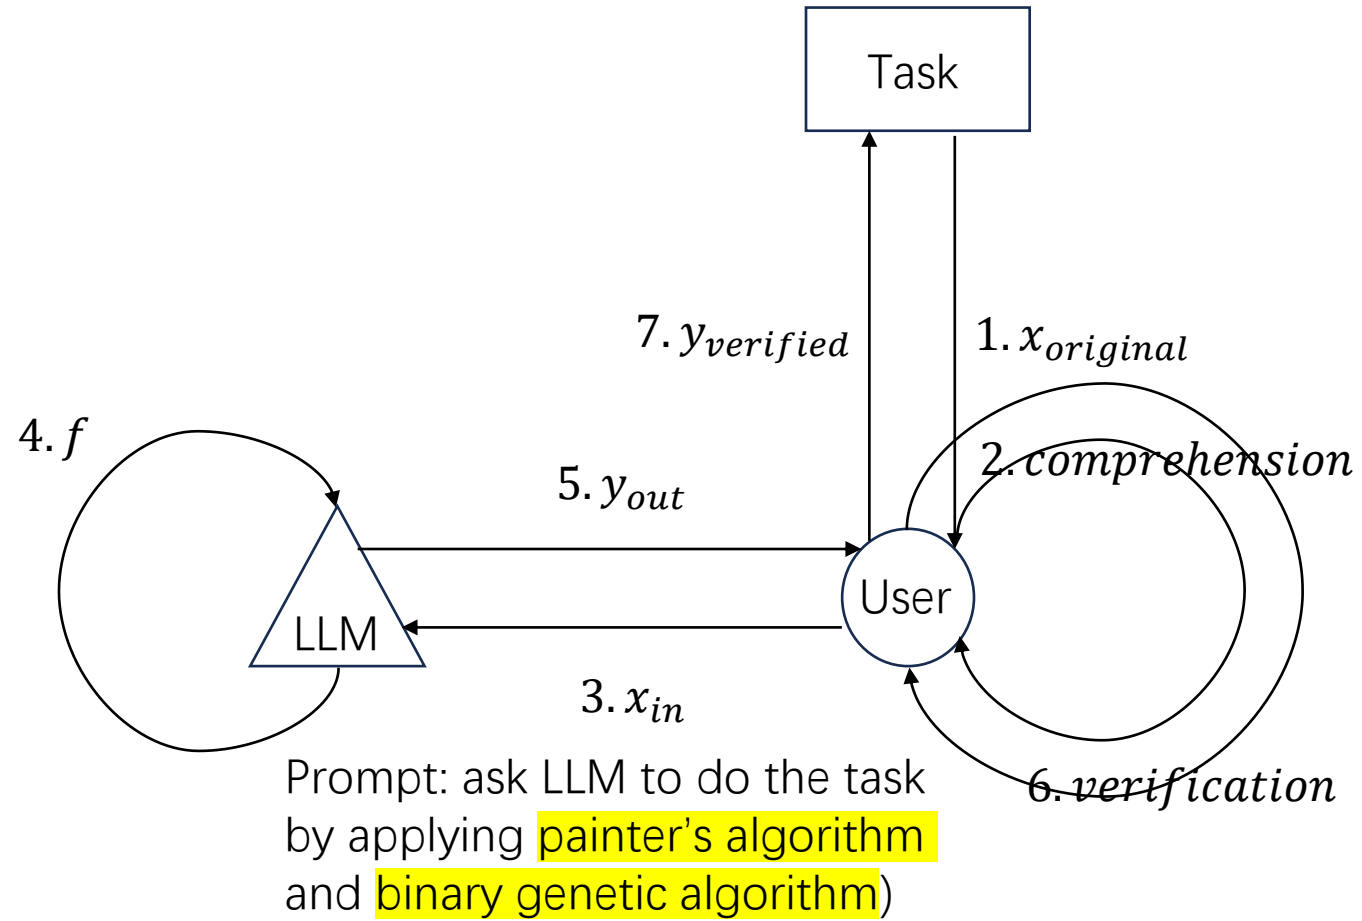 Task
7. y_verified
1. x_original
4. f
2. comprehension
5. y_out
User
LLM
3. x_in
Prompt: ask LLM to do the task
by applying painter’s algorithm
and binary genetic algorithm)
6. verification